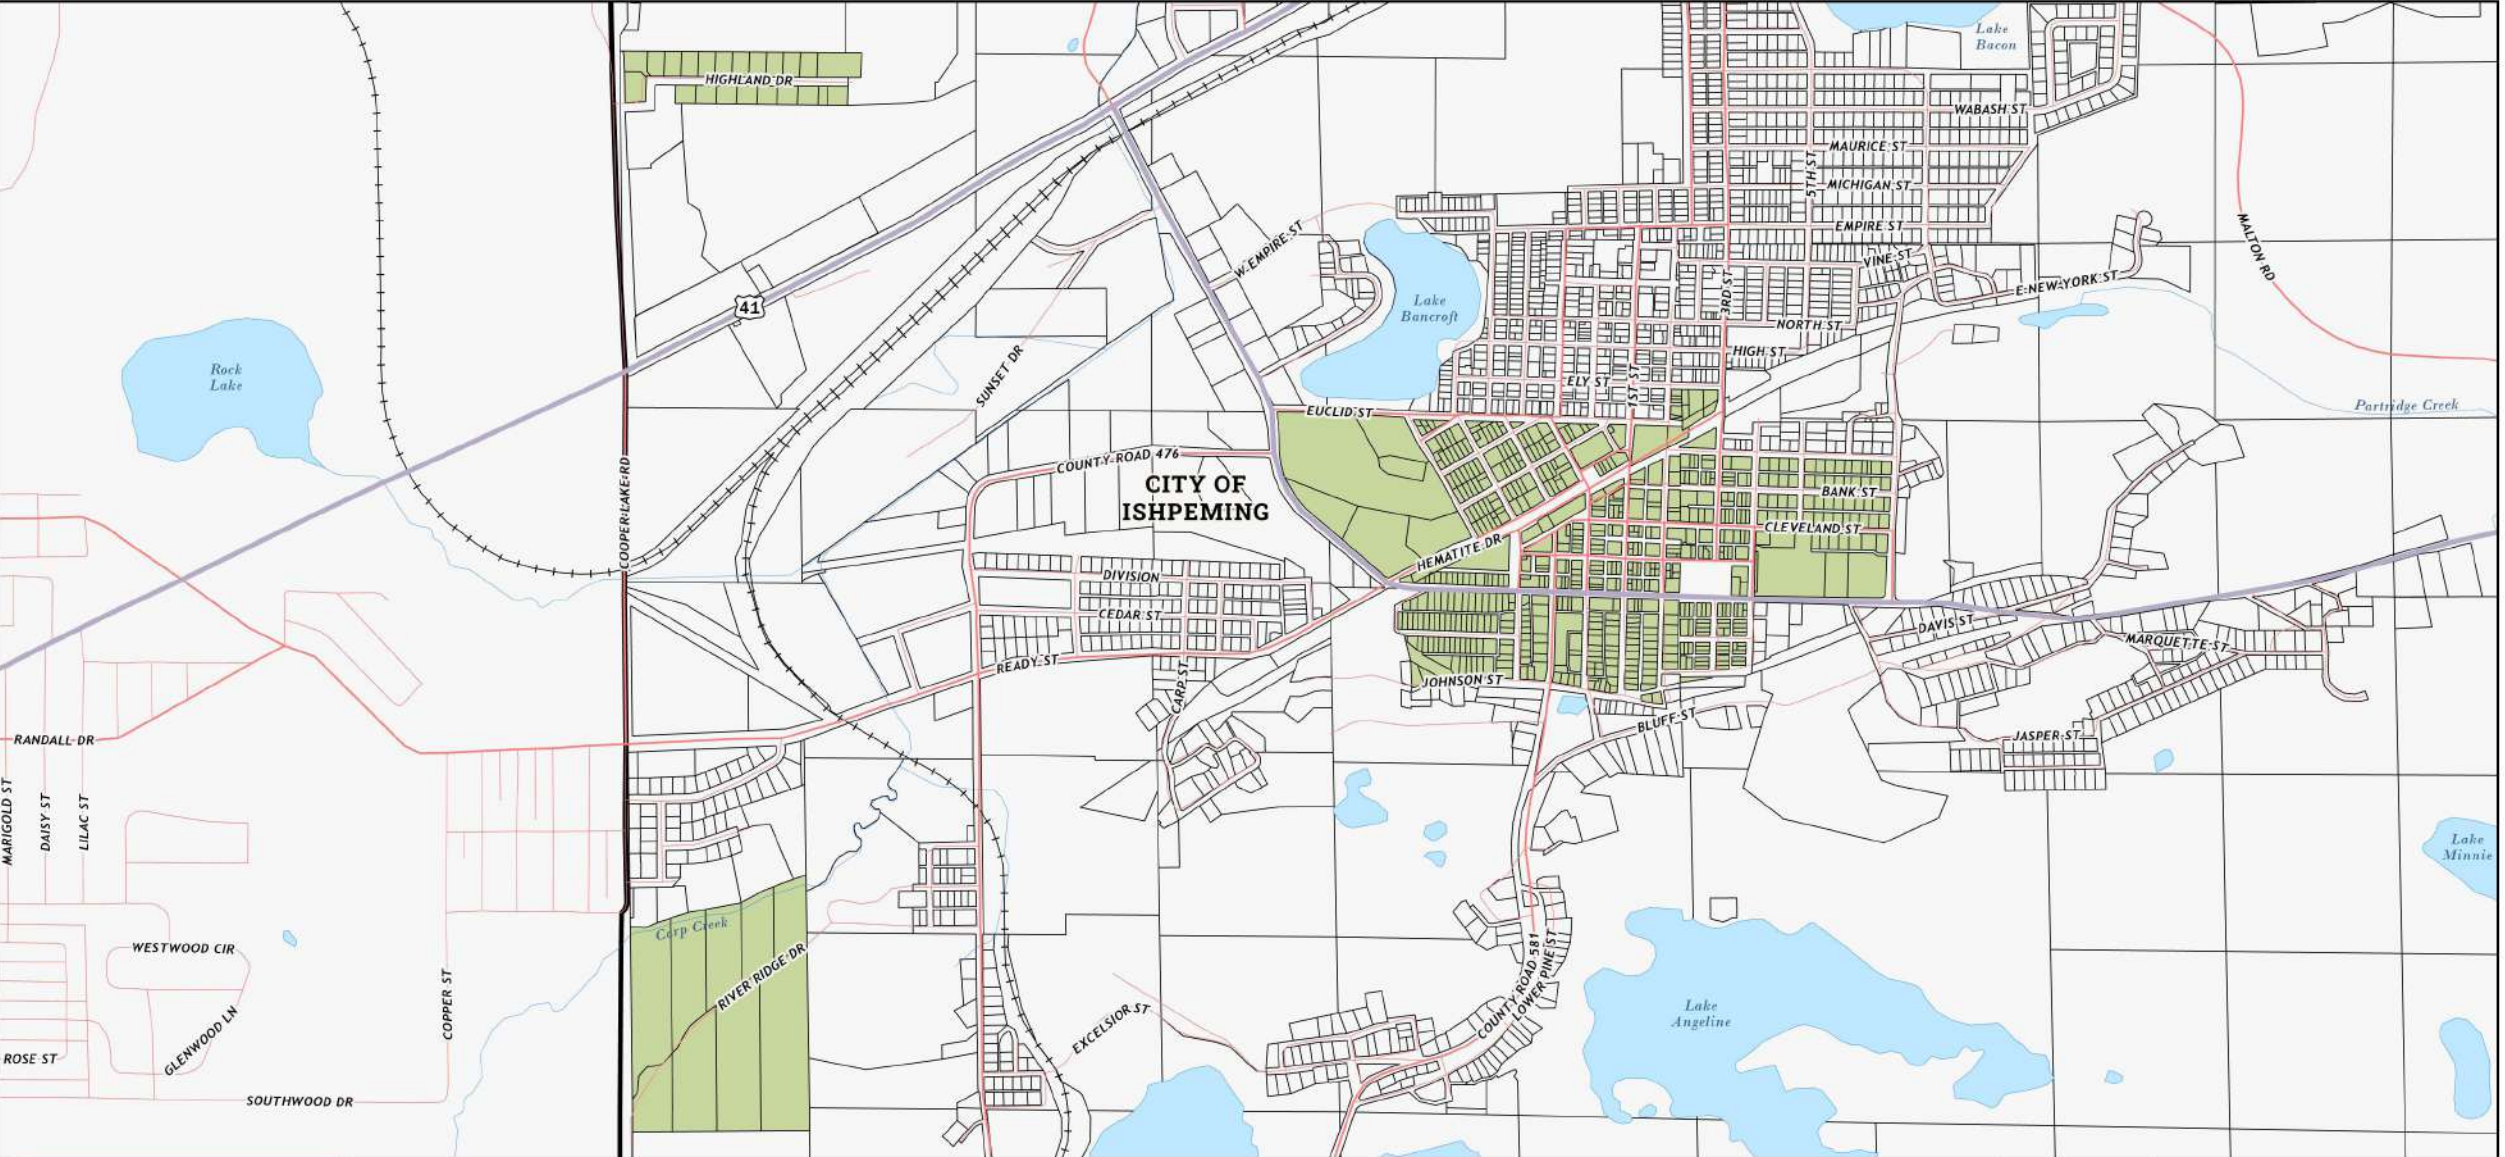 Lake
Bacon
HIGHLAND DR
WABASH ST
MAURICE ST
5TH ST
MICHIGAN ST
EMPIRE ST
W EMPIRE ST
MALTON RD
VINE ST
E NEW YORK ST
41
Lake
Bancroft
3RD ST
NORTH ST
HIGH ST
Rock
Lake
SUNSET DR
ELY ST
1ST ST
EUCLID ST
Partridge Creek
COUNTY ROAD 476
CITY OF
ISHPEMING
COOPER LAKE RD
BANK ST
CLEVELAND ST
HEMATITE DR
DIVISION
CEDAR ST
DAVIS ST
MARQUETTE ST
READY ST
CARP ST
JOHNSON ST
BLUFF ST
JASPER ST
RANDALL DR
MARIGOLD ST
DAISY ST
LILAC ST
Lake
Minnie
Carp Creek
WESTWOOD CIR
RIVER RIDGE DR
COPPER ST
COUNTY ROAD 581
LOWER PINE ST
EXCELSIOR ST
Lake
Angeline
GLENWOOD LN
ROSE ST
SOUTHWOOD DR